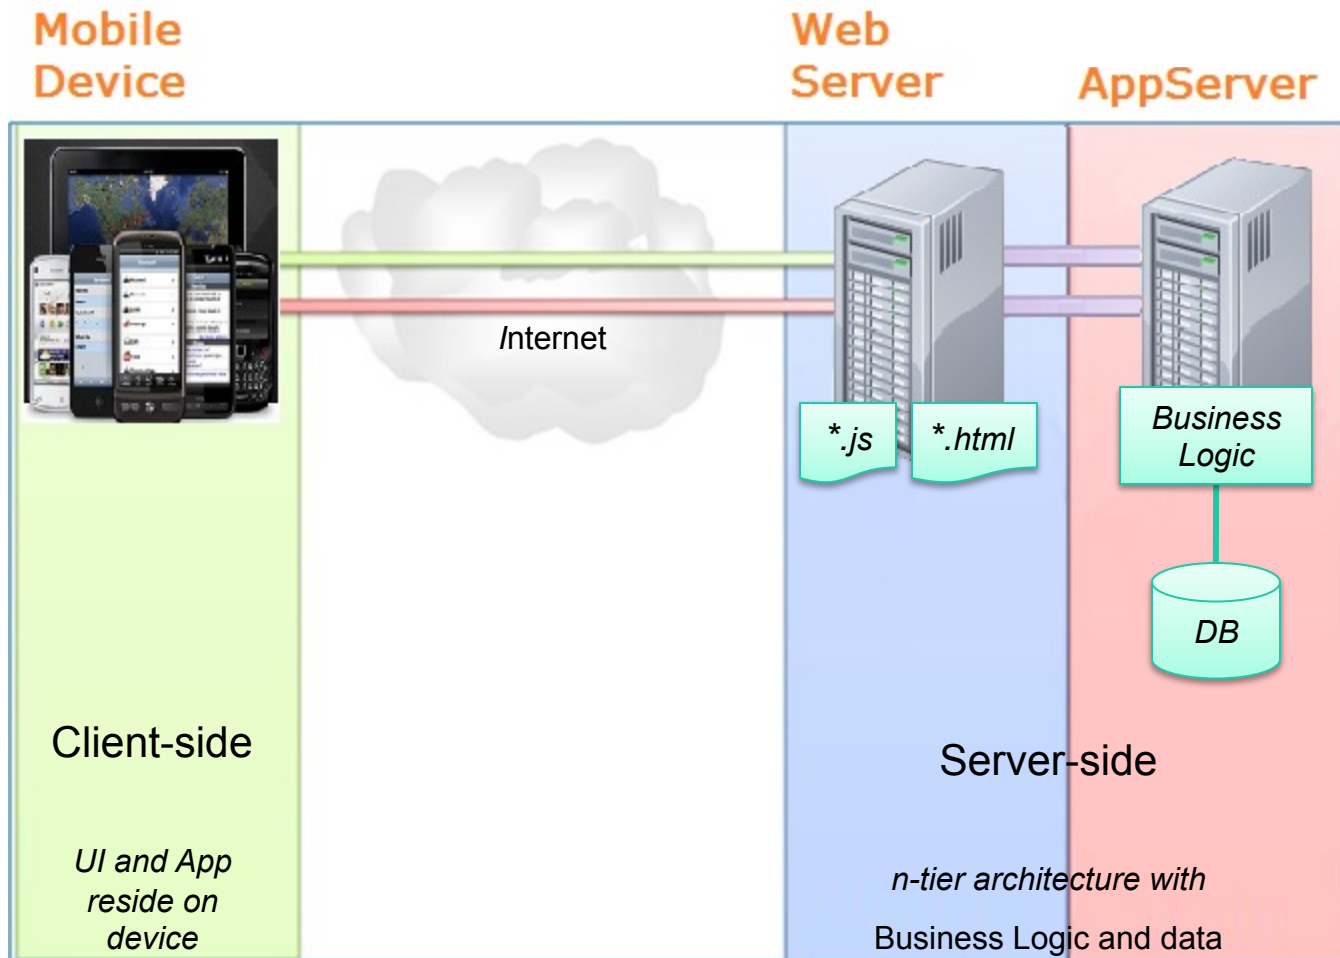 Mobile
Device
Web
Server
AppServer
Internet
*.js
*.html
Business
Logic
DB
Client-side
Server-side
UI and App
reside on
device
n-tier architecture with
Business Logic and data